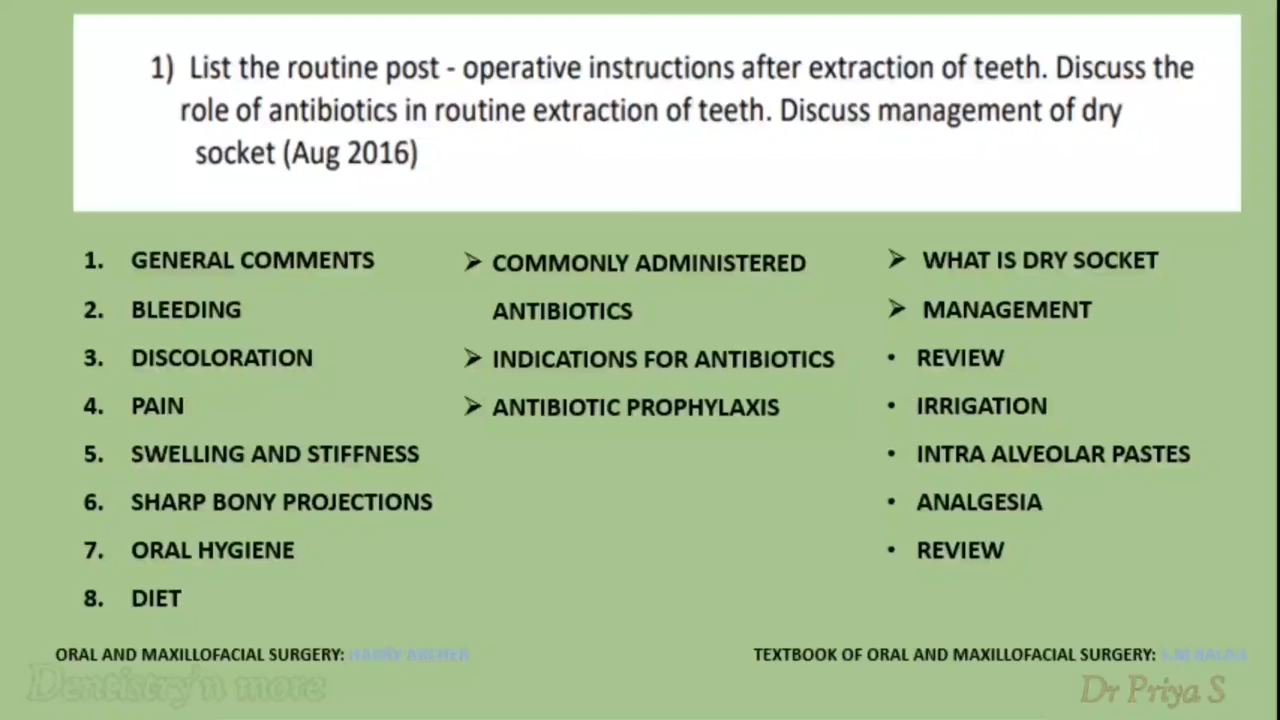 1) List the routine post - operative instructions after extraction of teeth. Discuss the
role of antibiotics in routine extraction of teeth. Discuss management of dry
socket (Aug 2016)
1. GENERAL COMMENTS
2. BLEEDING
3. DISCOLORATION
4. PAIN
5. SWELLING AND STIFFNESS
6. SHARP BONY PROJECTIONS
7. ORAL HYGIENE
8. DIET
➢ COMMONLY ADMINISTERED
ANTIBIOTICS
➢ INDICATIONS FOR ANTIBIOTICS
➢ ANTIBIOTIC PROPHYLAXIS
➢ WHAT IS DRY SOCKET
➢ MANAGEMENT
• REVIEW
• IRRIGATION
• INTRA ALVEOLAR PASTES
• ANALGESIA
• REVIEW
ORAL AND MAXILLOFACIAL SURGERY: HARRY ARCHER
TEXTBOOK OF ORAL AND MAXILLOFACIAL SURGERY:
Dentistry'n more
Dr Priya S